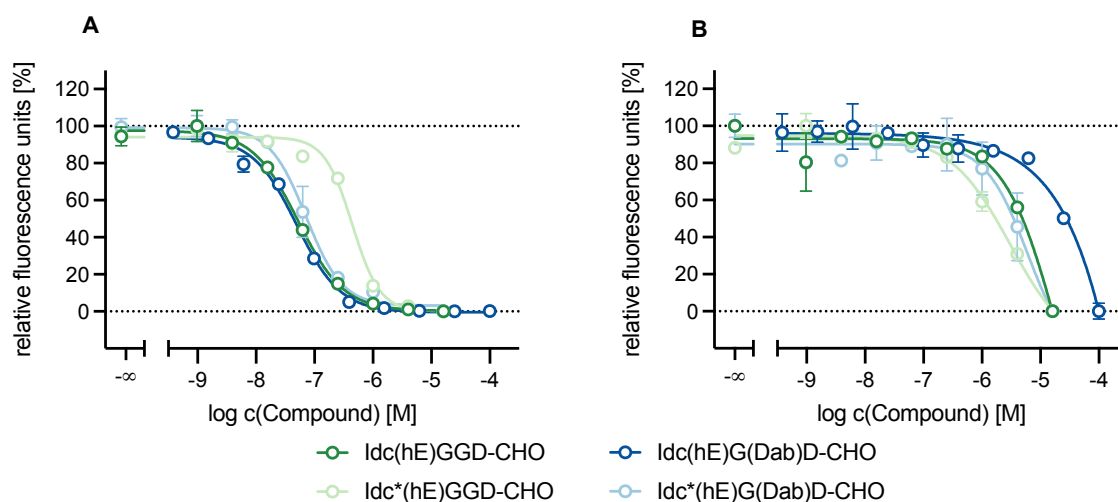 A
B
relative fluorescence units [%]
120
100
80
60
40
20
0
-∞
-9
-8
-7
-6
-5
-4
log c(Compound) [M]
relative fluorescence units [%]
120
100
80
60
40
20
0
-∞
-9
-8
-7
-6
-5
-4
log c(Compound) [M]
Idc(hE)GGD-CHO
Idc(hE)G(Dab)D-CHO
Idc*(hE)GGD-CHO
Idc*(hE)G(Dab)D-CHO